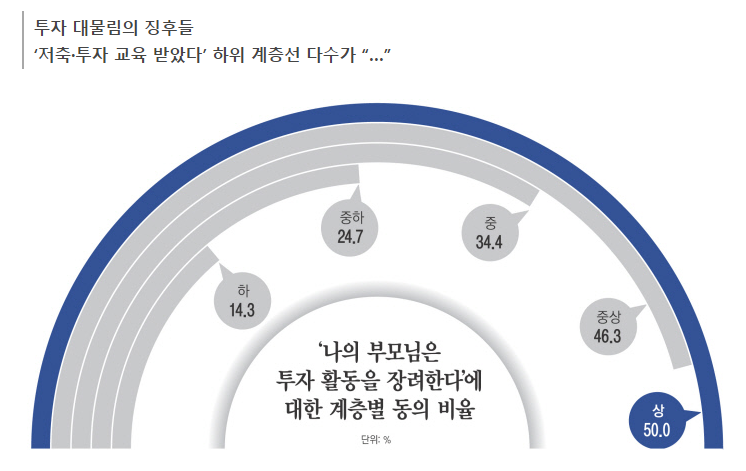 투자 대물림의 징후들
‘저축·투자 교육 받았다’ 하위 계층선 다수가 “…”
중하
24.7
중
34.4
하
14.3
중상
46.3
상
50.0
‘나의 부모님은
투자 활동을 장려한다’에
대한 계층별 동의 비율
단위: %